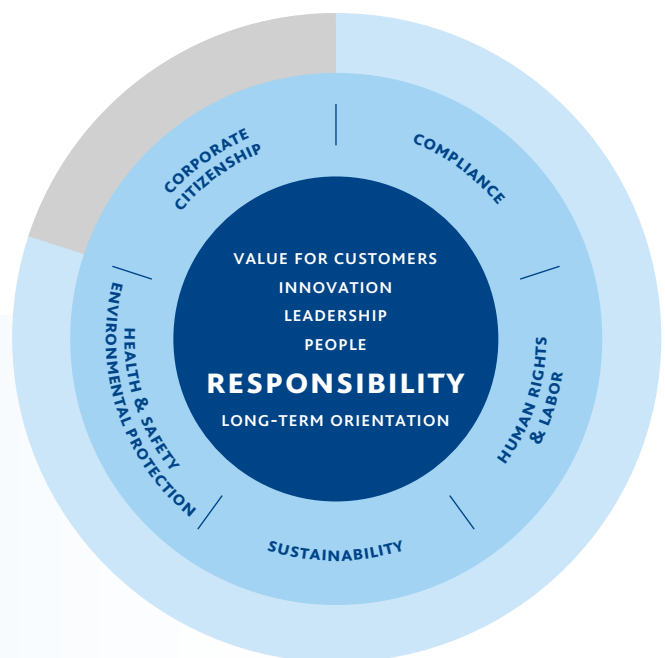 CORPORATE
CITIZENSHIP
COMPLIANCE
VALUE FOR CUSTOMERS
INNOVATION
LEADERSHIP
PEOPLE
RESPONSIBILITY
LONG-TERM ORIENTATION
HEALTH & SAFETY
ENVIRONMENTAL PROTECTION
HUMAN RIGHTS
& LABOR
SUSTAINABILITY